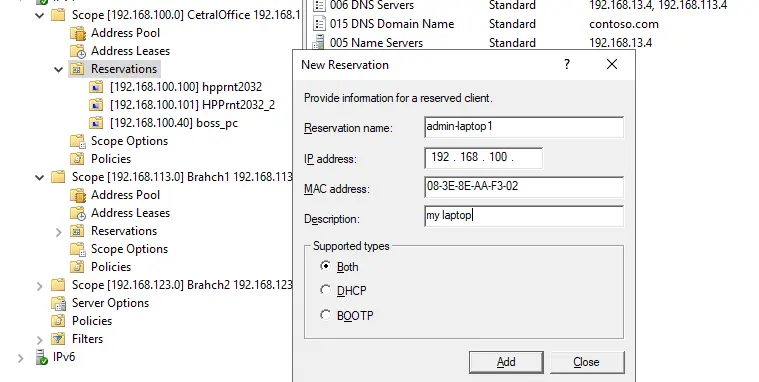 Scope [192.168.100.0] CetralOffice 192.168.1
Address Pool
Address Leases
Reservations
[192.168.100.100] hpprnt2032
[192.168.100.101] HPPrnt2032_2
[192.168.100.40] boss_pc
Scope Options
Policies
Scope [192.168.113.0] Brahch1 192.168.113
Address Pool
Address Leases
Reservations
Scope Options
Policies
Scope [192.168.123.0] Brahch2 192.168.123
Server Options
Policies
Filters
IPv6
006 DNS Servers Standard 192.168.13.4, 192.168.113.4
015 DNS Domain Name Standard contoso.com
005 Name Servers Standard 192.168.13.4
New Reservation ?
Provide information for a reserved client.
Reservation name: admin-laptop1
IP address: 192 . 168 . 100 .
MAC address: 08-3E-8E-AA-F3-02
Description: my laptop
Supported types
Both
DHCP
BOOTP
Add Close